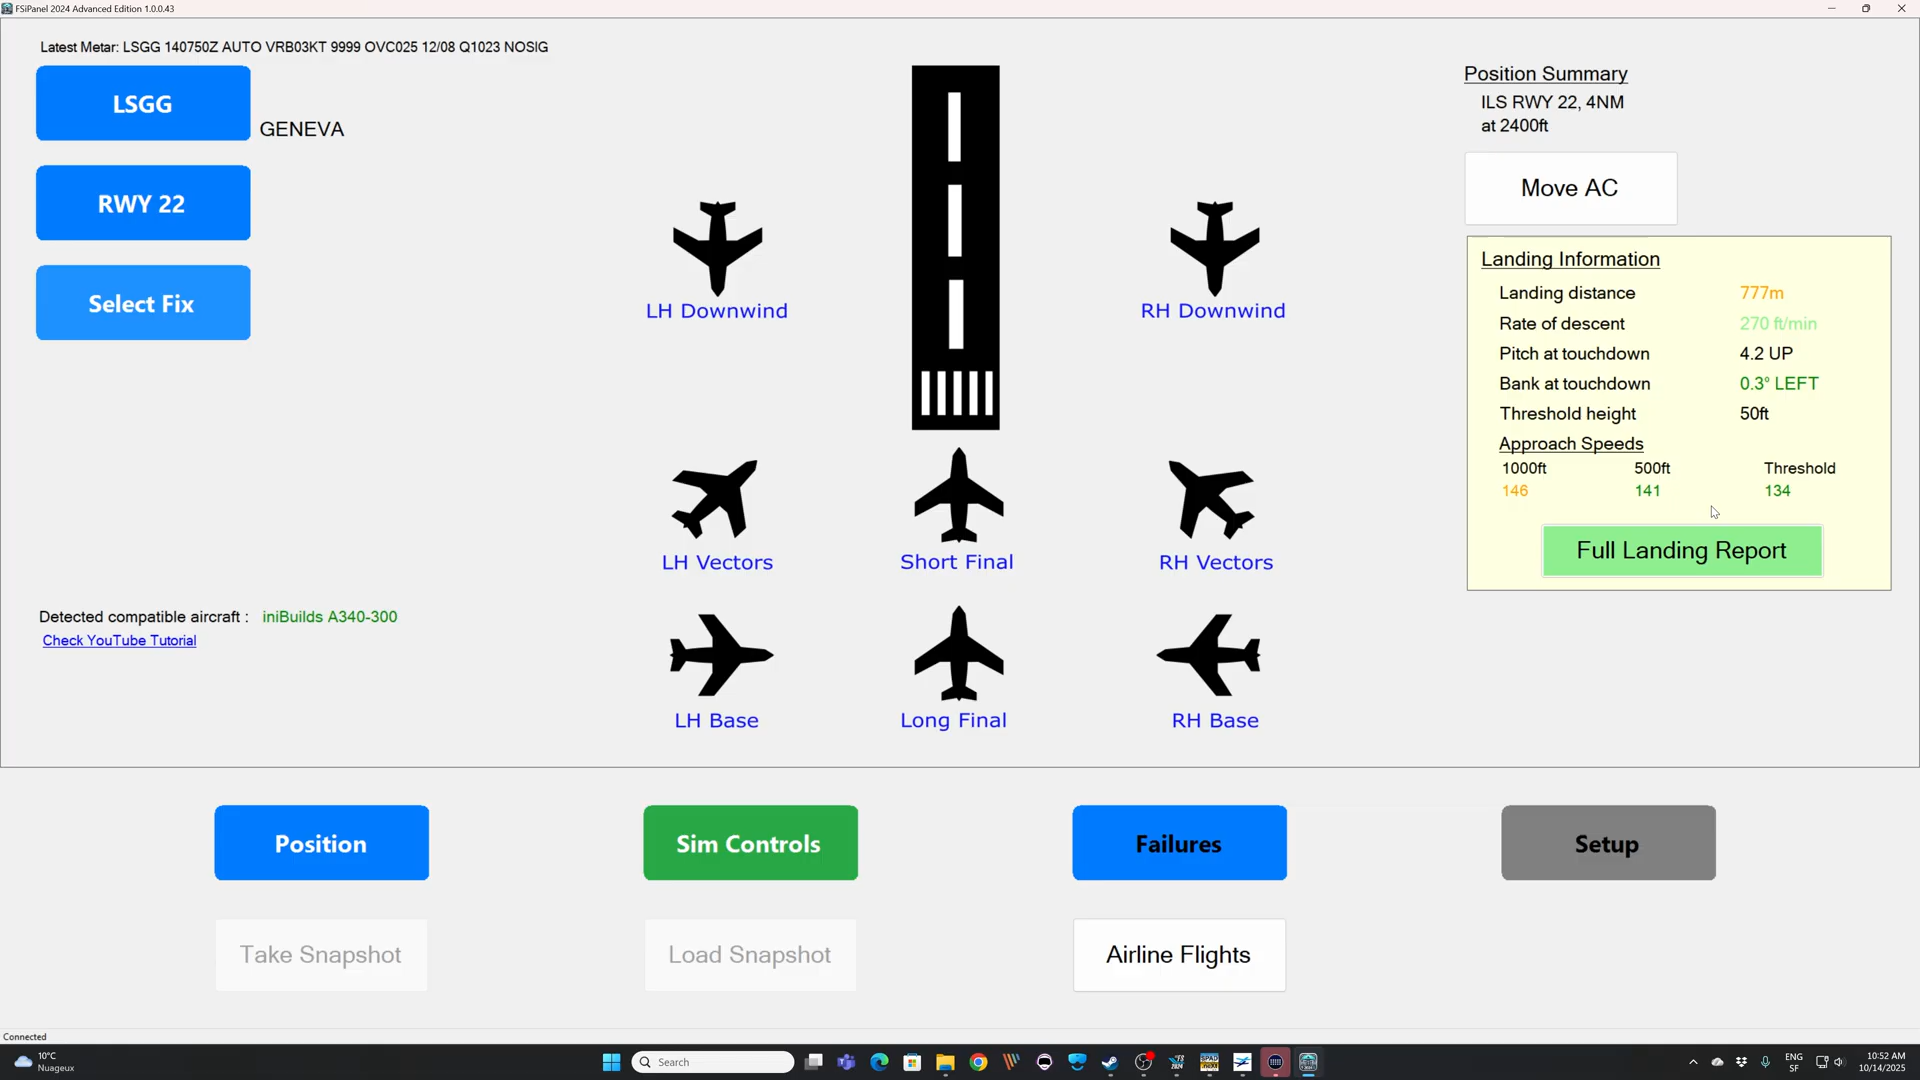 FSiPanel 2024 Advanced Edition 1.0.0.43
Latest Metar: LSGG 140750Z AUTO VRB03KT 9999 OVC025 12/08 Q1023 NOSIG
LSGG
GENEVA
RWY 22
Select Fix
LH Downwind
RH Downwind
LH Vectors
Short Final
RH Vectors
LH Base
Long Final
RH Base
Detected compatible aircraft : iniBuilds A340-300
Check YouTube Tutorial
Position Summary
ILS RWY 22, 4NM
at 2400ft
Move AC
Landing Information
Landing distance 777m
Rate of descent 270 ft/min
Pitch at touchdown 4.2 UP
Bank at touchdown 0.3° LEFT
Threshold height 50ft
Approach Speeds
1000ft 500ft Threshold
146 141 134
Full Landing Report
Position
Sim Controls
Failures
Setup
Take Snapshot
Load Snapshot
Airline Flights
Connected
10°C
Nuageux
Search
ENG
SF
10:52 AM
10/14/2025